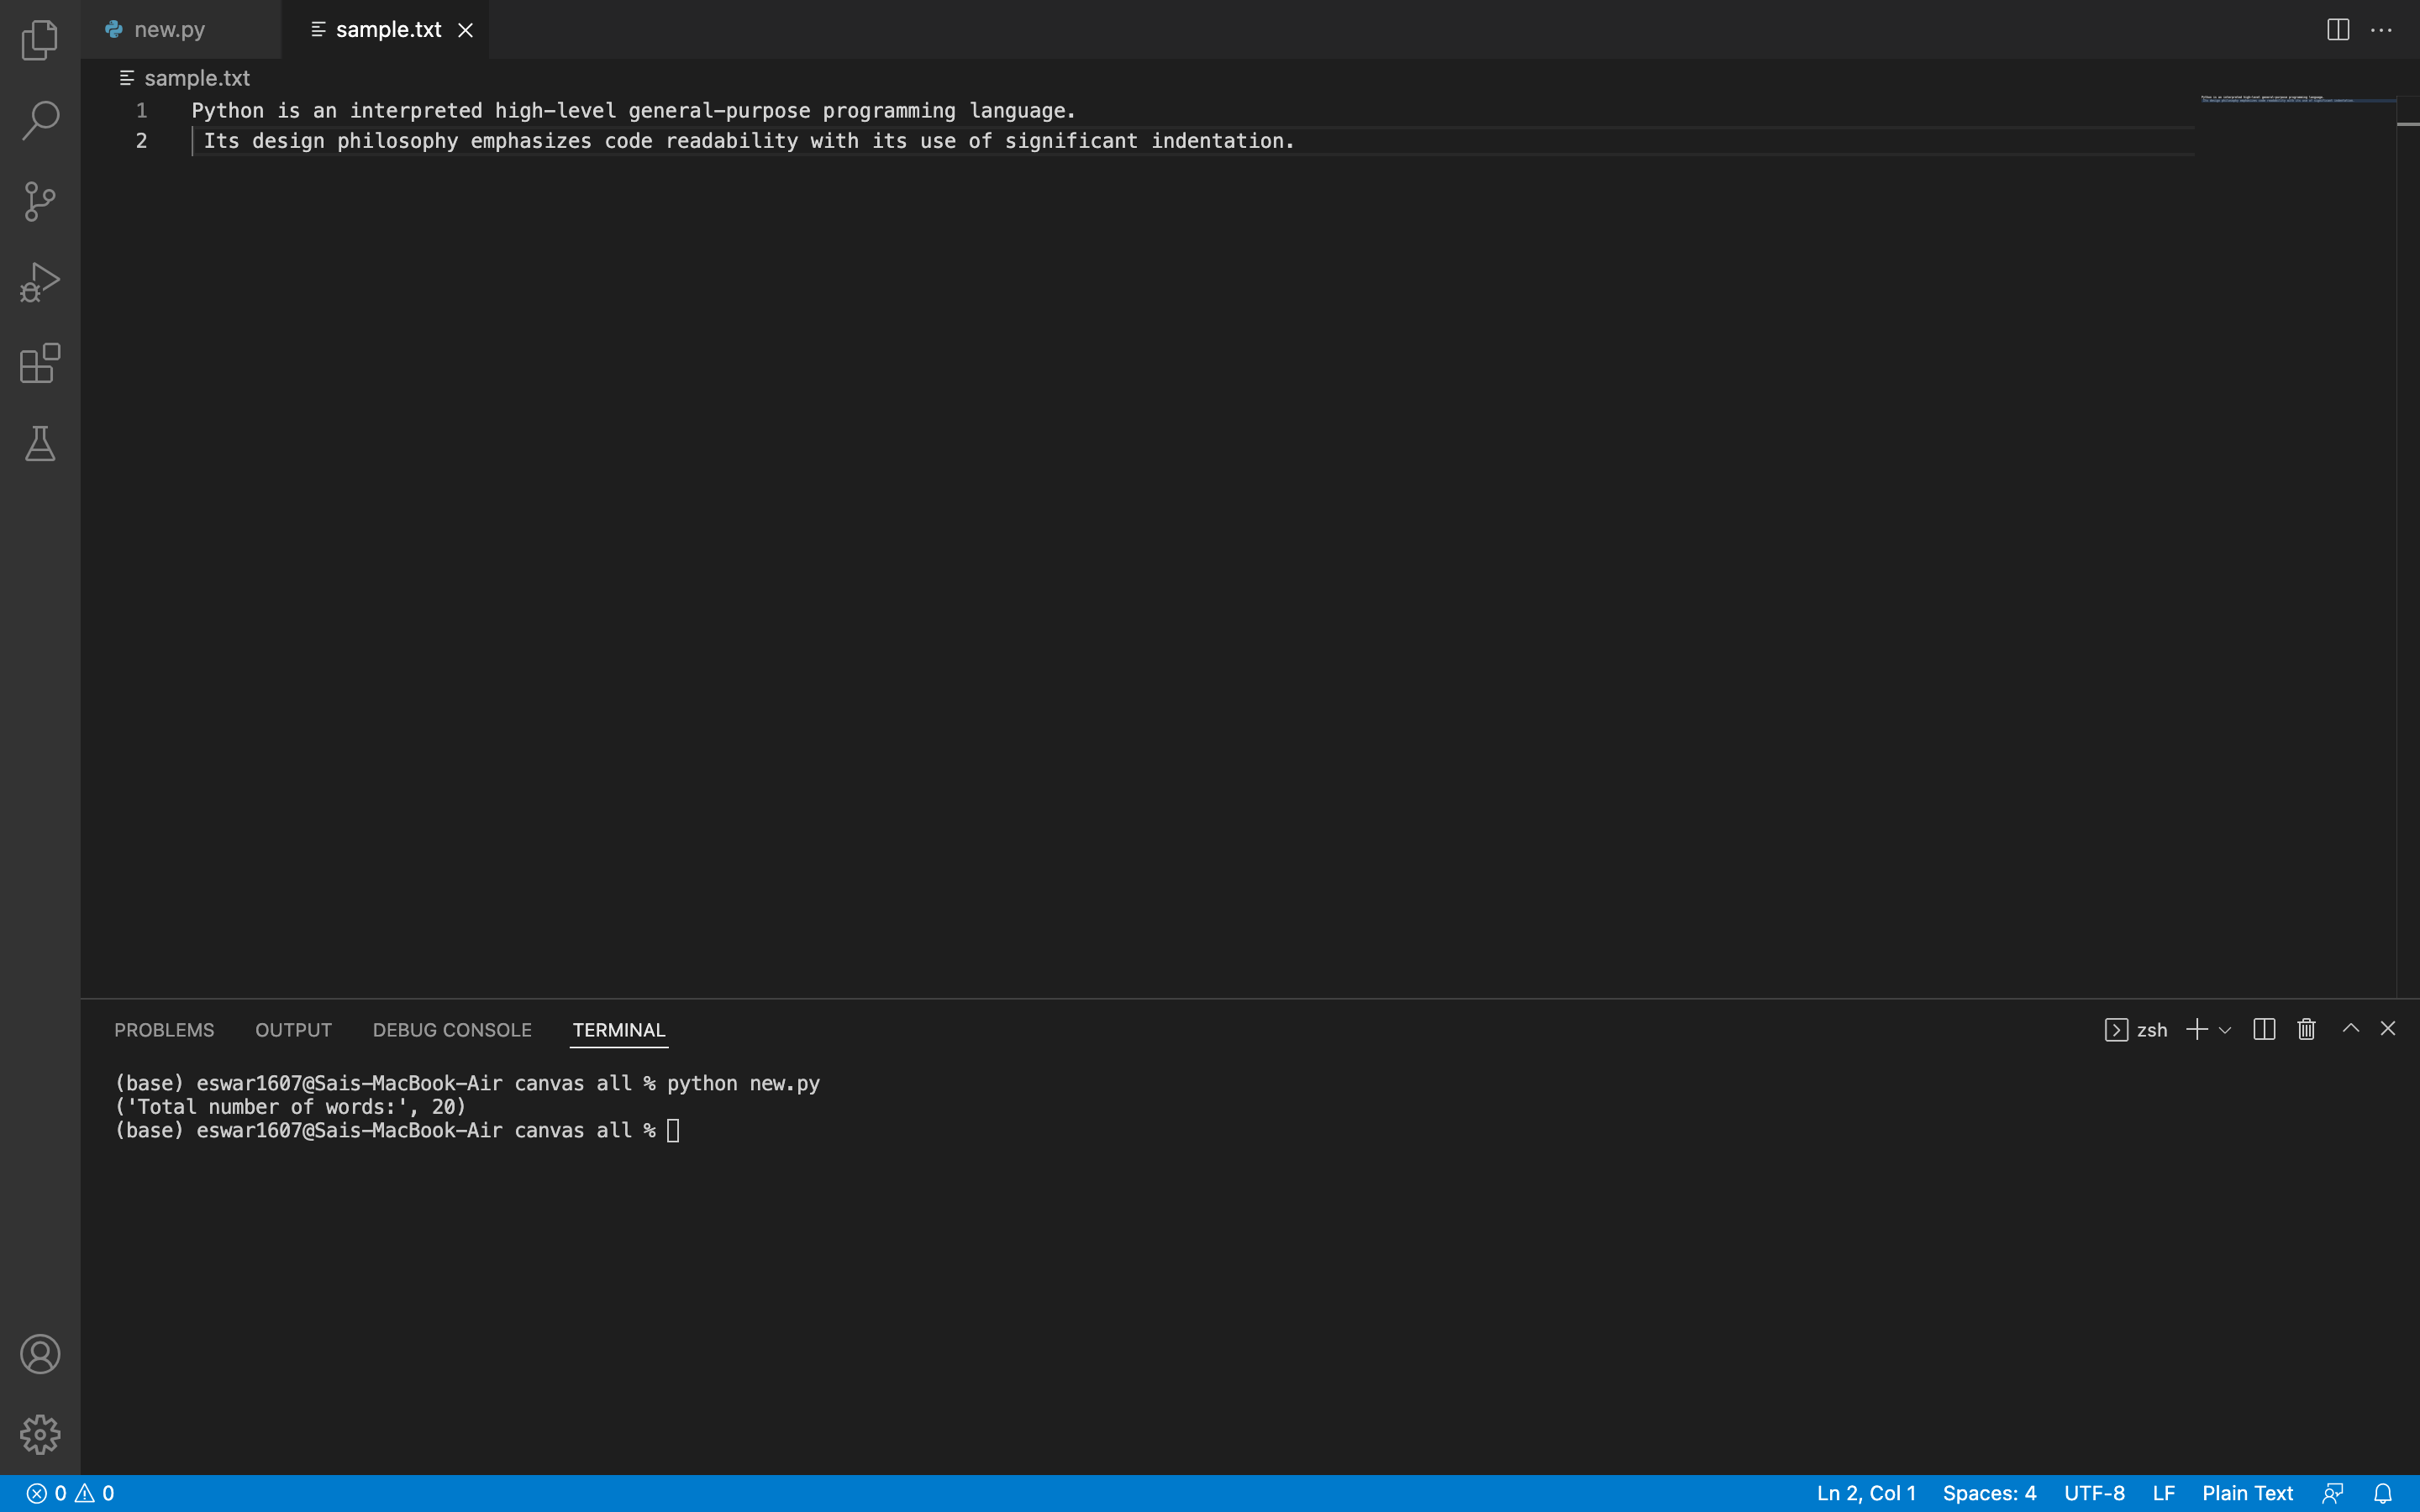 new.py sample.txt
sample.txt
1 Python is an interpreted high-level general-purpose programming language.
2 Its design philosophy emphasizes code readability with its use of significant indentation.
PROBLEMS OUTPUT DEBUG CONSOLE TERMINAL zsh
(base) eswar1607@Sais-MacBook-Air canvas all % python new.py
('Total number of words:', 20)
(base) eswar1607@Sais-MacBook-Air canvas all %
0 0 Ln 2, Col 1 Spaces: 4 UTF-8 LF Plain Text